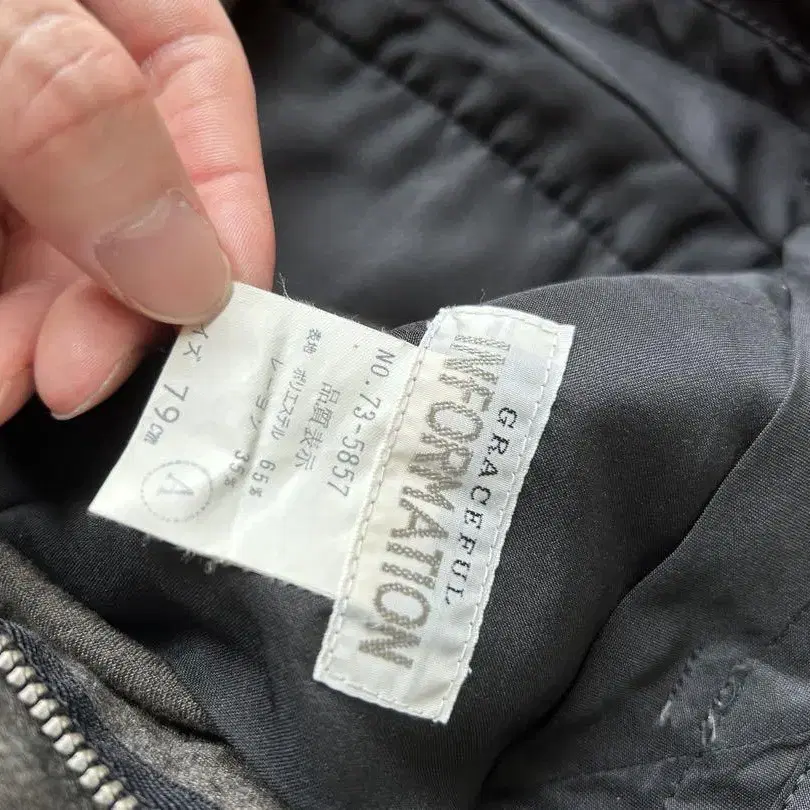 GRACEFUL
INFORMATION
NO.73-5857
品質表示
表地 ポリエステル 65%
レーヨン 35%
イズ 79cm
A